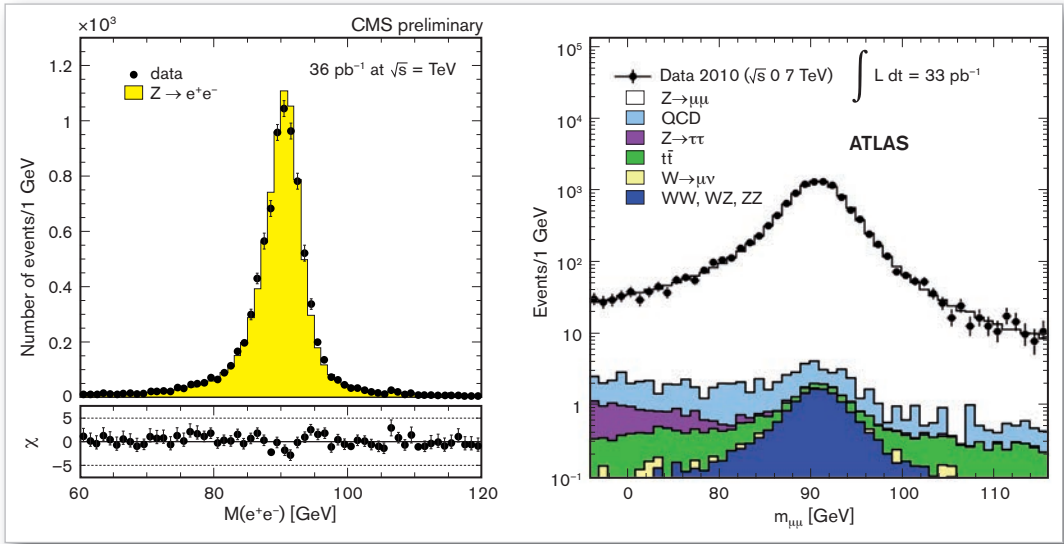 ×10³
CMS preliminary
1.2
1
0.8
0.6
0.4
0.2
0
Number of events/1 GeV
data
Z → e⁺e⁻
36 pb⁻¹ at √s = TeV
5
0
−5
χ
60
80
100
120
M(e⁺e⁻) [GeV]
10⁵
10⁴
10³
10²
10
1
10⁻¹
Events/1 GeV
Data 2010 (√s 0 7 TeV)
Z→μμ
QCD
Z→ττ
tt̄
W→μν
WW, WZ, ZZ
∫ L dt = 33 pb⁻¹
ATLAS
0
80
90
100
110
mμμ [GeV]